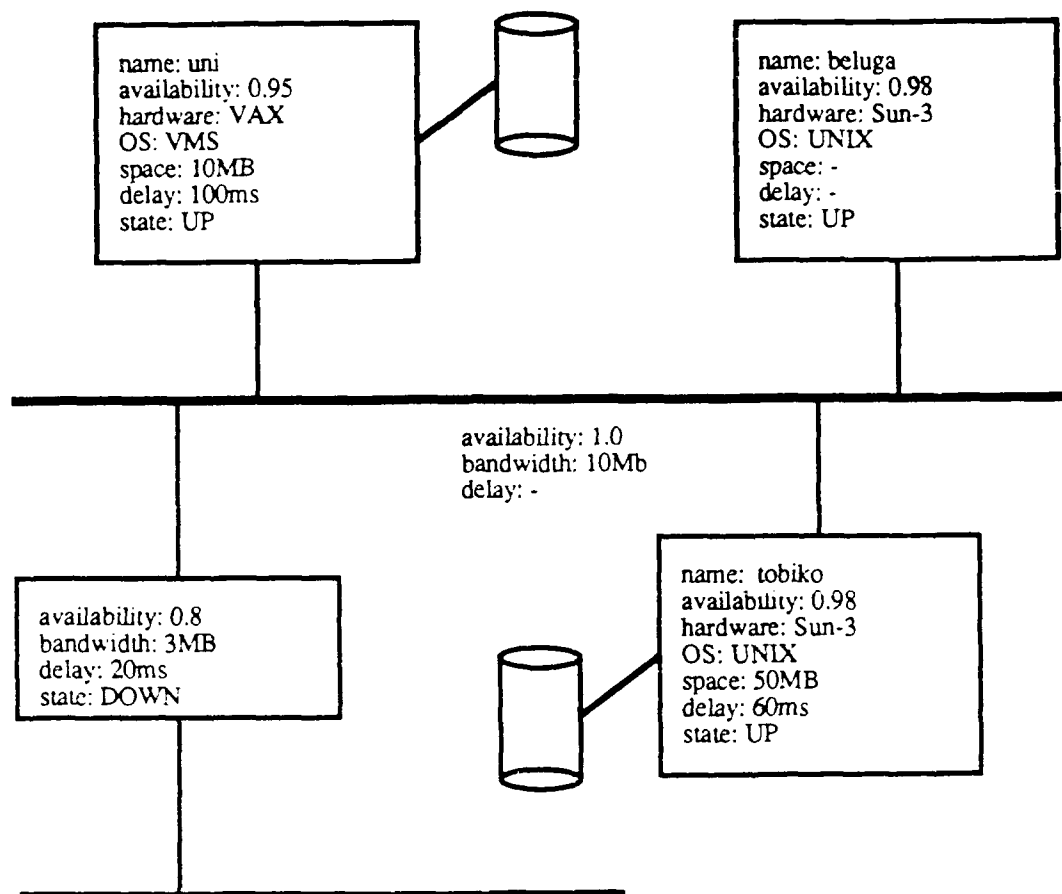 name: uni
availability: 0.95
hardware: VAX
OS: VMS
space: 10MB
delay: 100ms
state: UP
name: beluga
availability: 0.98
hardware: Sun-3
OS: UNIX
space: -
delay: -
state: UP
availability: 1.0
bandwidth: 10Mb
delay: -
availability: 0.8
bandwidth: 3MB
delay: 20ms
state: DOWN
name: tobiko
availability: 0.98
hardware: Sun-3
OS: UNIX
space: 50MB
delay: 60ms
state: UP